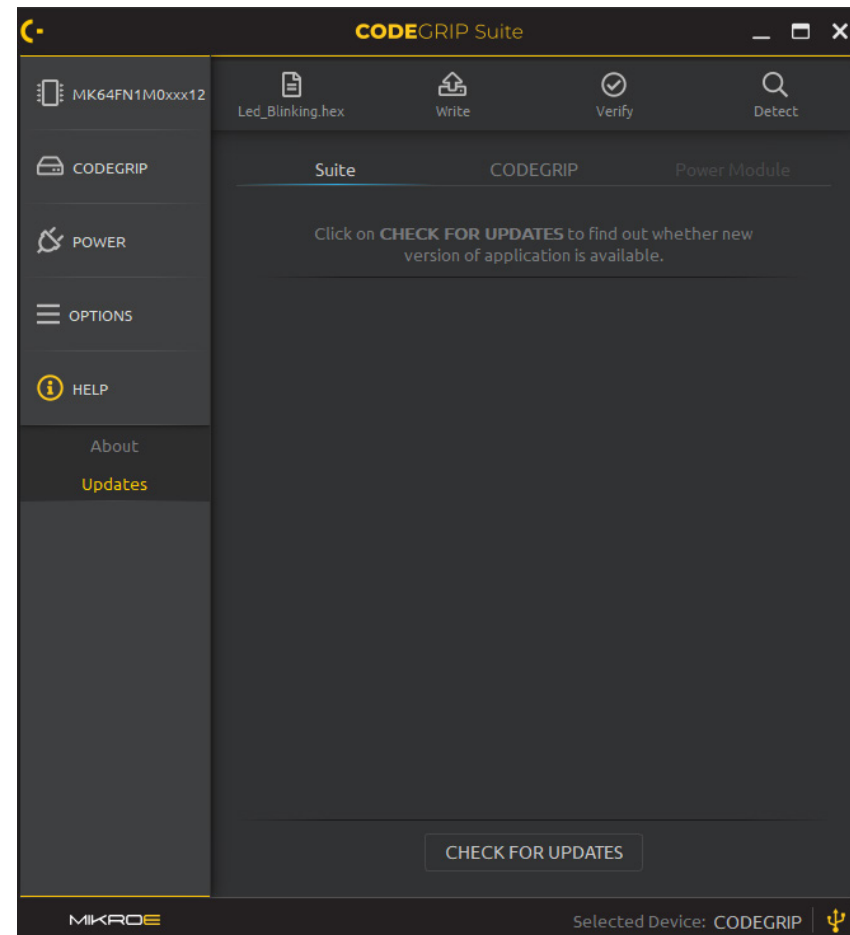 CODEGRIP Suite
MK64FN1M0xxx12
Led_Blinking.hex
Write
Verify
Detect
CODEGRIP
POWER
OPTIONS
HELP
About
Updates
Suite
CODEGRIP
Power Module
Click on CHECK FOR UPDATES to find out whether new
version of application is available.
CHECK FOR UPDATES
MIKROE
Selected Device: CODEGRIP